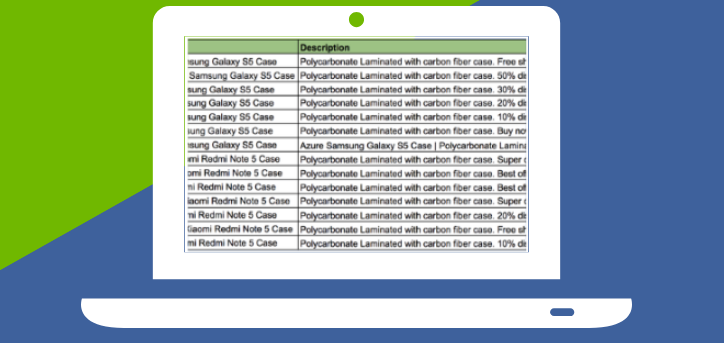 Description
sung Galaxy S5 Case Polycarbonate Laminated with carbon fiber case. Free sh
Samsung Galaxy S5 Case Polycarbonate Laminated with carbon fiber case. 50% di
sung Galaxy S5 Case Polycarbonate Laminated with carbon fiber case. 30% di
sung Galaxy S5 Case Polycarbonate Laminated with carbon fiber case. 20% di
sung Galaxy S5 Case Polycarbonate Laminated with carbon fiber case. 10% di
ung Galaxy S5 Case Polycarbonate Laminated with carbon fiber case. Buy no
sung Galaxy S5 Case Azure Samsung Galaxy S5 Case | Polycarbonate Lamin
mi Redmi Note 5 Case Polycarbonate Laminated with carbon fiber case. Super
omi Redmi Note 5 Case Polycarbonate Laminated with carbon fiber case. Best of
ni Redmi Note 5 Case Polycarbonate Laminated with carbon fiber case. Best of
iaomi Redmi Note 5 Case Polycarbonate Laminated with carbon fiber case. Super
mi Redmi Note 5 Case Polycarbonate Laminated with carbon fiber case. 20% di
iaomi Redmi Note 5 Case Polycarbonate Laminated with carbon fiber case. Free sh
mi Redmi Note 5 Case Polycarbonate Laminated with carbon fiber case. 10% di